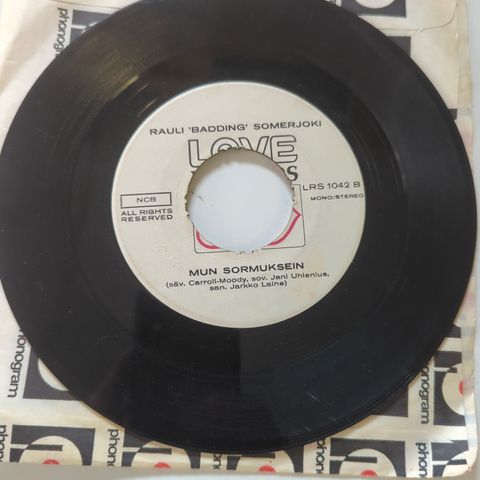 RAULI 'BADDING' SOMERJOKI
LOVE
LRS 1042 B
MONO/STEREO
NCB
ALL RIGHTS
RESERVED
MUN SORMUKSEIN
(säv. Carroll-Moody, sov. Jani Uhlenius,
san. Jarkko Laine)
phonogram
phonogram
phonogram